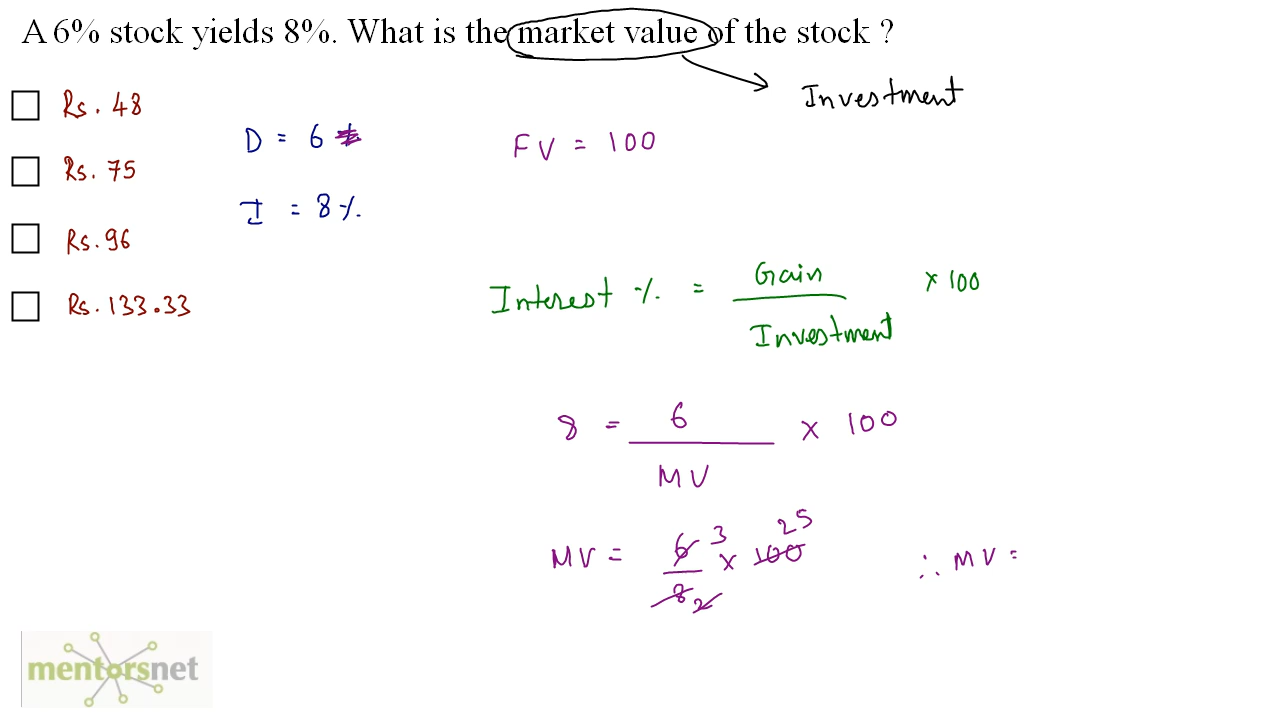 A 6% stock yields 8%. What is the market value of the stock ?
Investment
Rs. 48
Rs. 75
Rs. 96
Rs. 133.33
D = 6
I = 8 %
FV = 100
Interest % = Gain / Investment × 100
8 = 6 / MV × 100
MV = 6 3 / 8 2 × 100 25
∴ MV =
mentorsnet